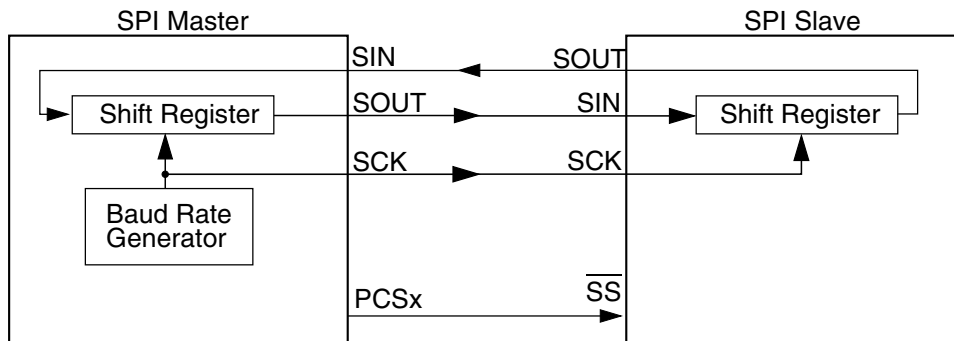 SPI Master
SPI Slave
SIN
SOUT
Shift Register
SOUT
SIN
Shift Register
SCK
SCK
Baud Rate
Generator
PCSx
SS